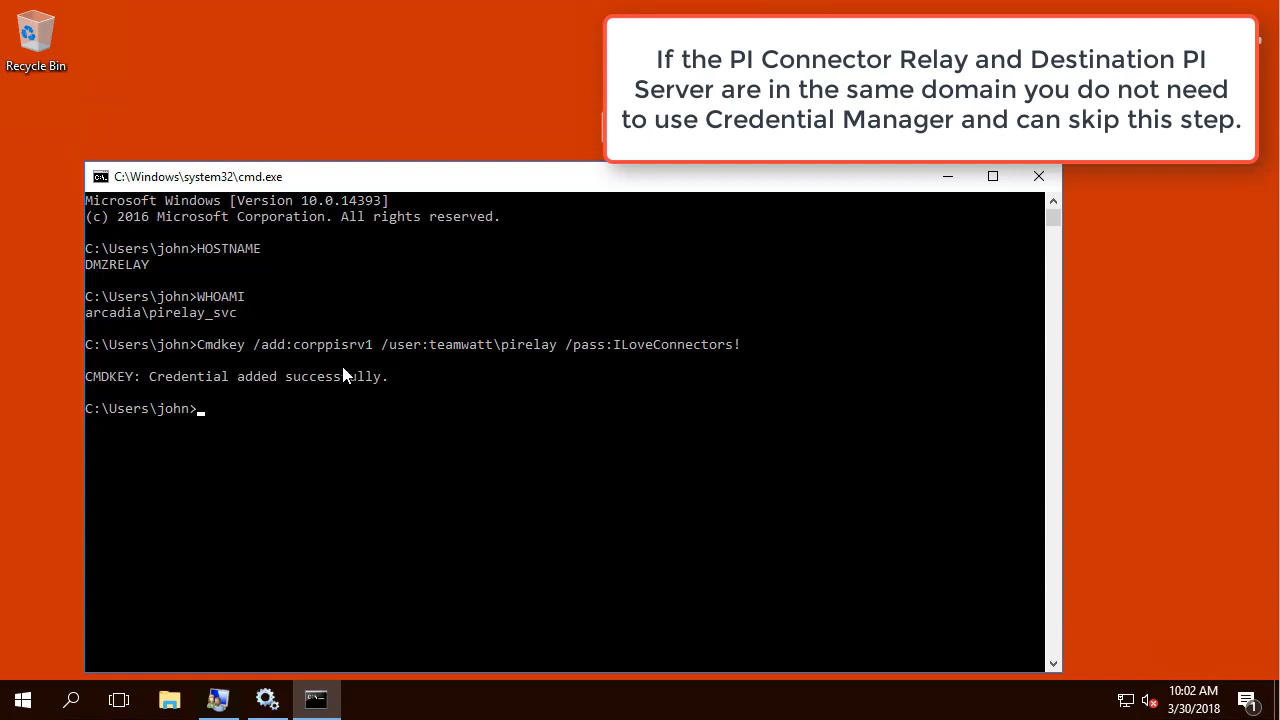 Recycle Bin
If the PI Connector Relay and Destination PI
Server are in the same domain you do not need
to use Credential Manager and can skip this step.
C:\Windows\system32\cmd.exe
Microsoft Windows [Version 10.0.14393]
(c) 2016 Microsoft Corporation. All rights reserved.
C:\Users\john>HOSTNAME
DMZRELAY
C:\Users\john>WHOAMI
arcadia\pirelay_svc
C:\Users\john>Cmdkey /add:corppisrv1 /user:teamwatt\pirelay /pass:ILoveConnectors!
CMDKEY: Credential added successfully.
C:\Users\john>
10:02 AM
3/30/2018
1